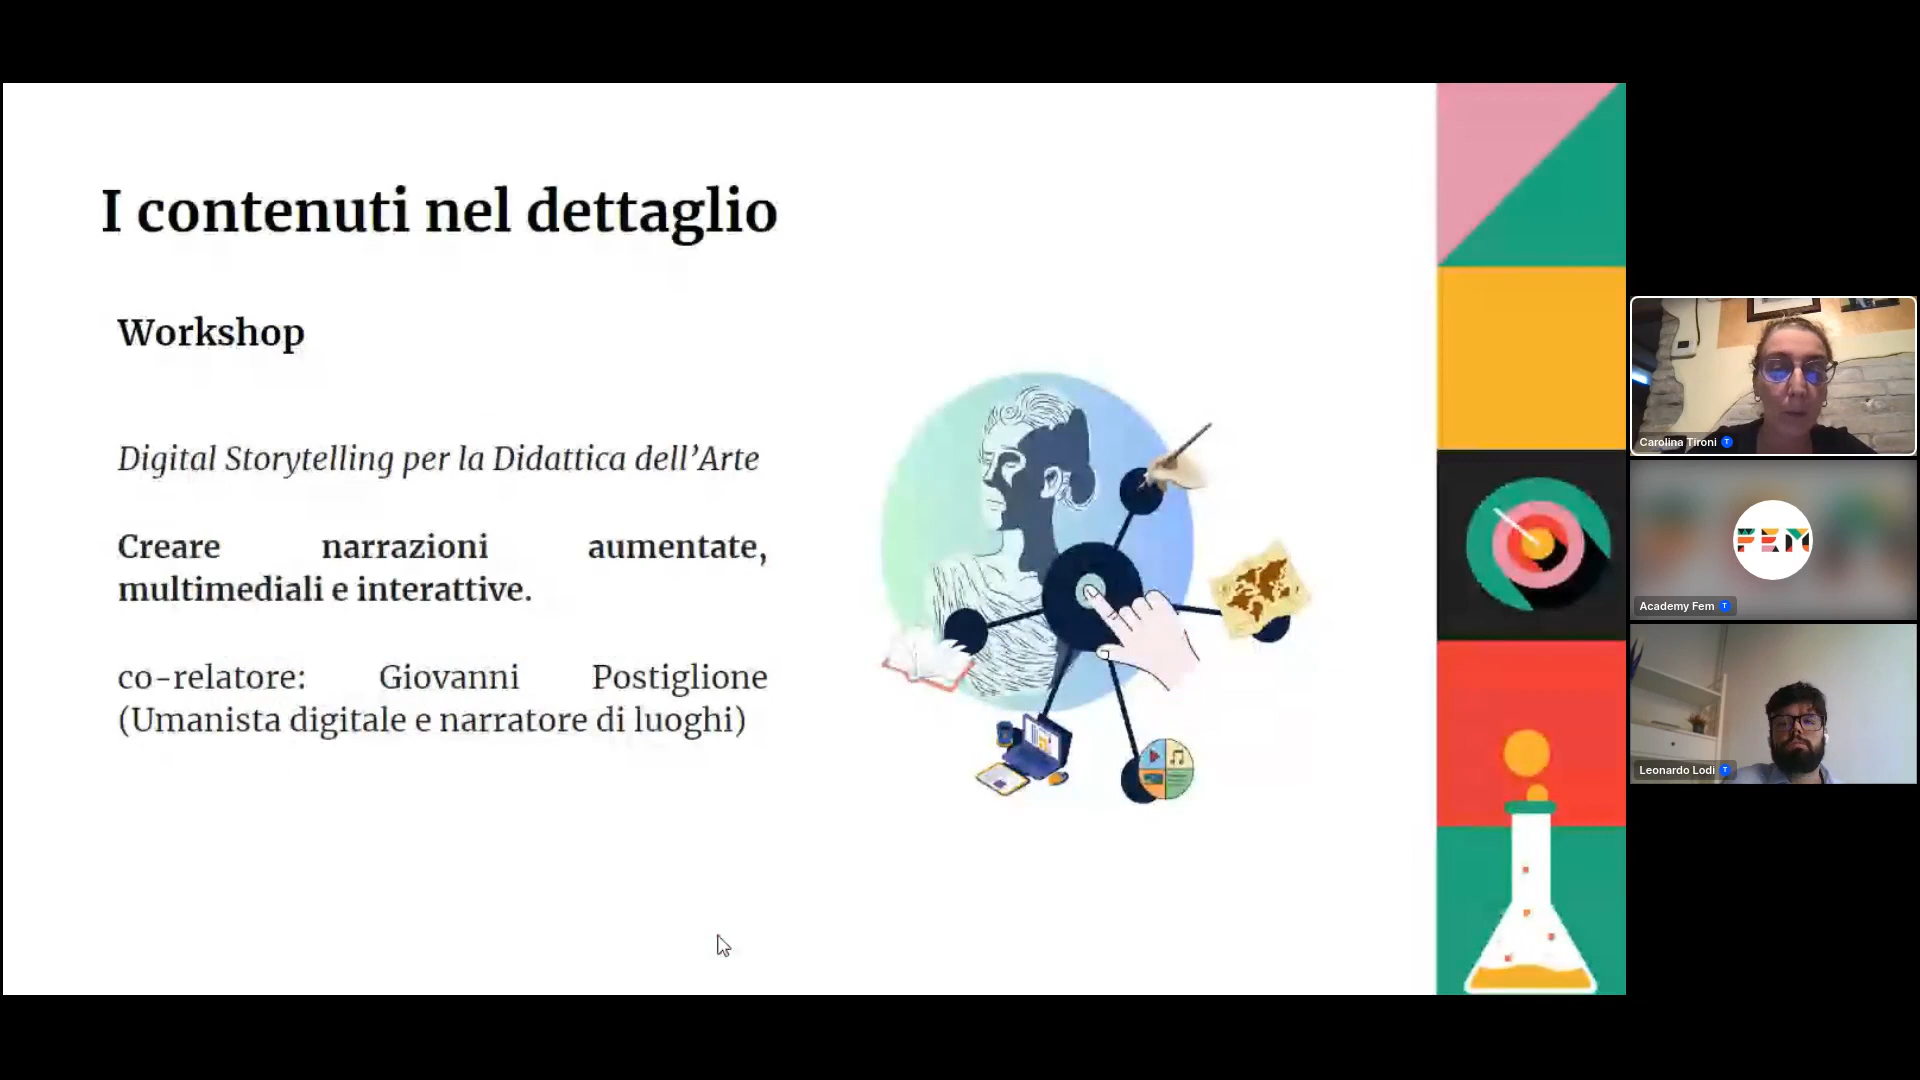 I contenuti nel dettaglio
Workshop
Digital Storytelling per la Didattica dell’Arte
Creare narrazioni aumentate,
multimediali e interattive.
co-relatore: Giovanni Postiglione
(Umanista digitale e narratore di luoghi)
Carolina Tironi T
FEM
Academy Fem T
Leonardo Lodi T